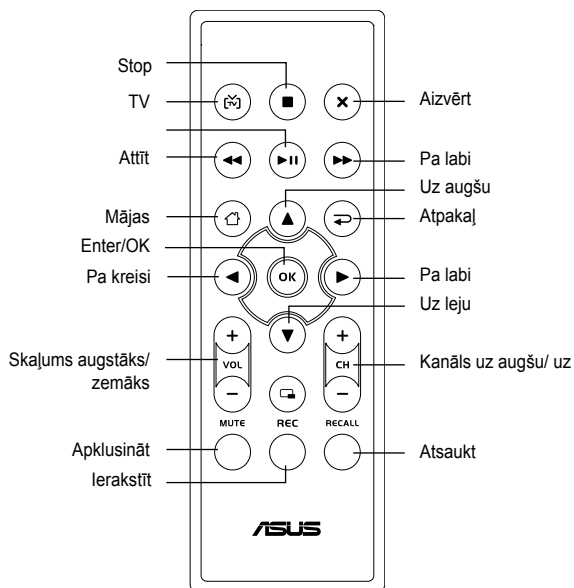 Stop
TV
Aizvērt
Attīt
Pa labi
Uz augšu
Mājas
Atpakaļ
Enter/OK
OK
Pa kreisi
Pa labi
Uz leju
Skaļums augstāks/
zemāks
VOL
CH
Kanāls uz augšu/ uz
MUTE
REC
RECALL
Apklusināt
Atsaukt
Ierakstīt
ASUS